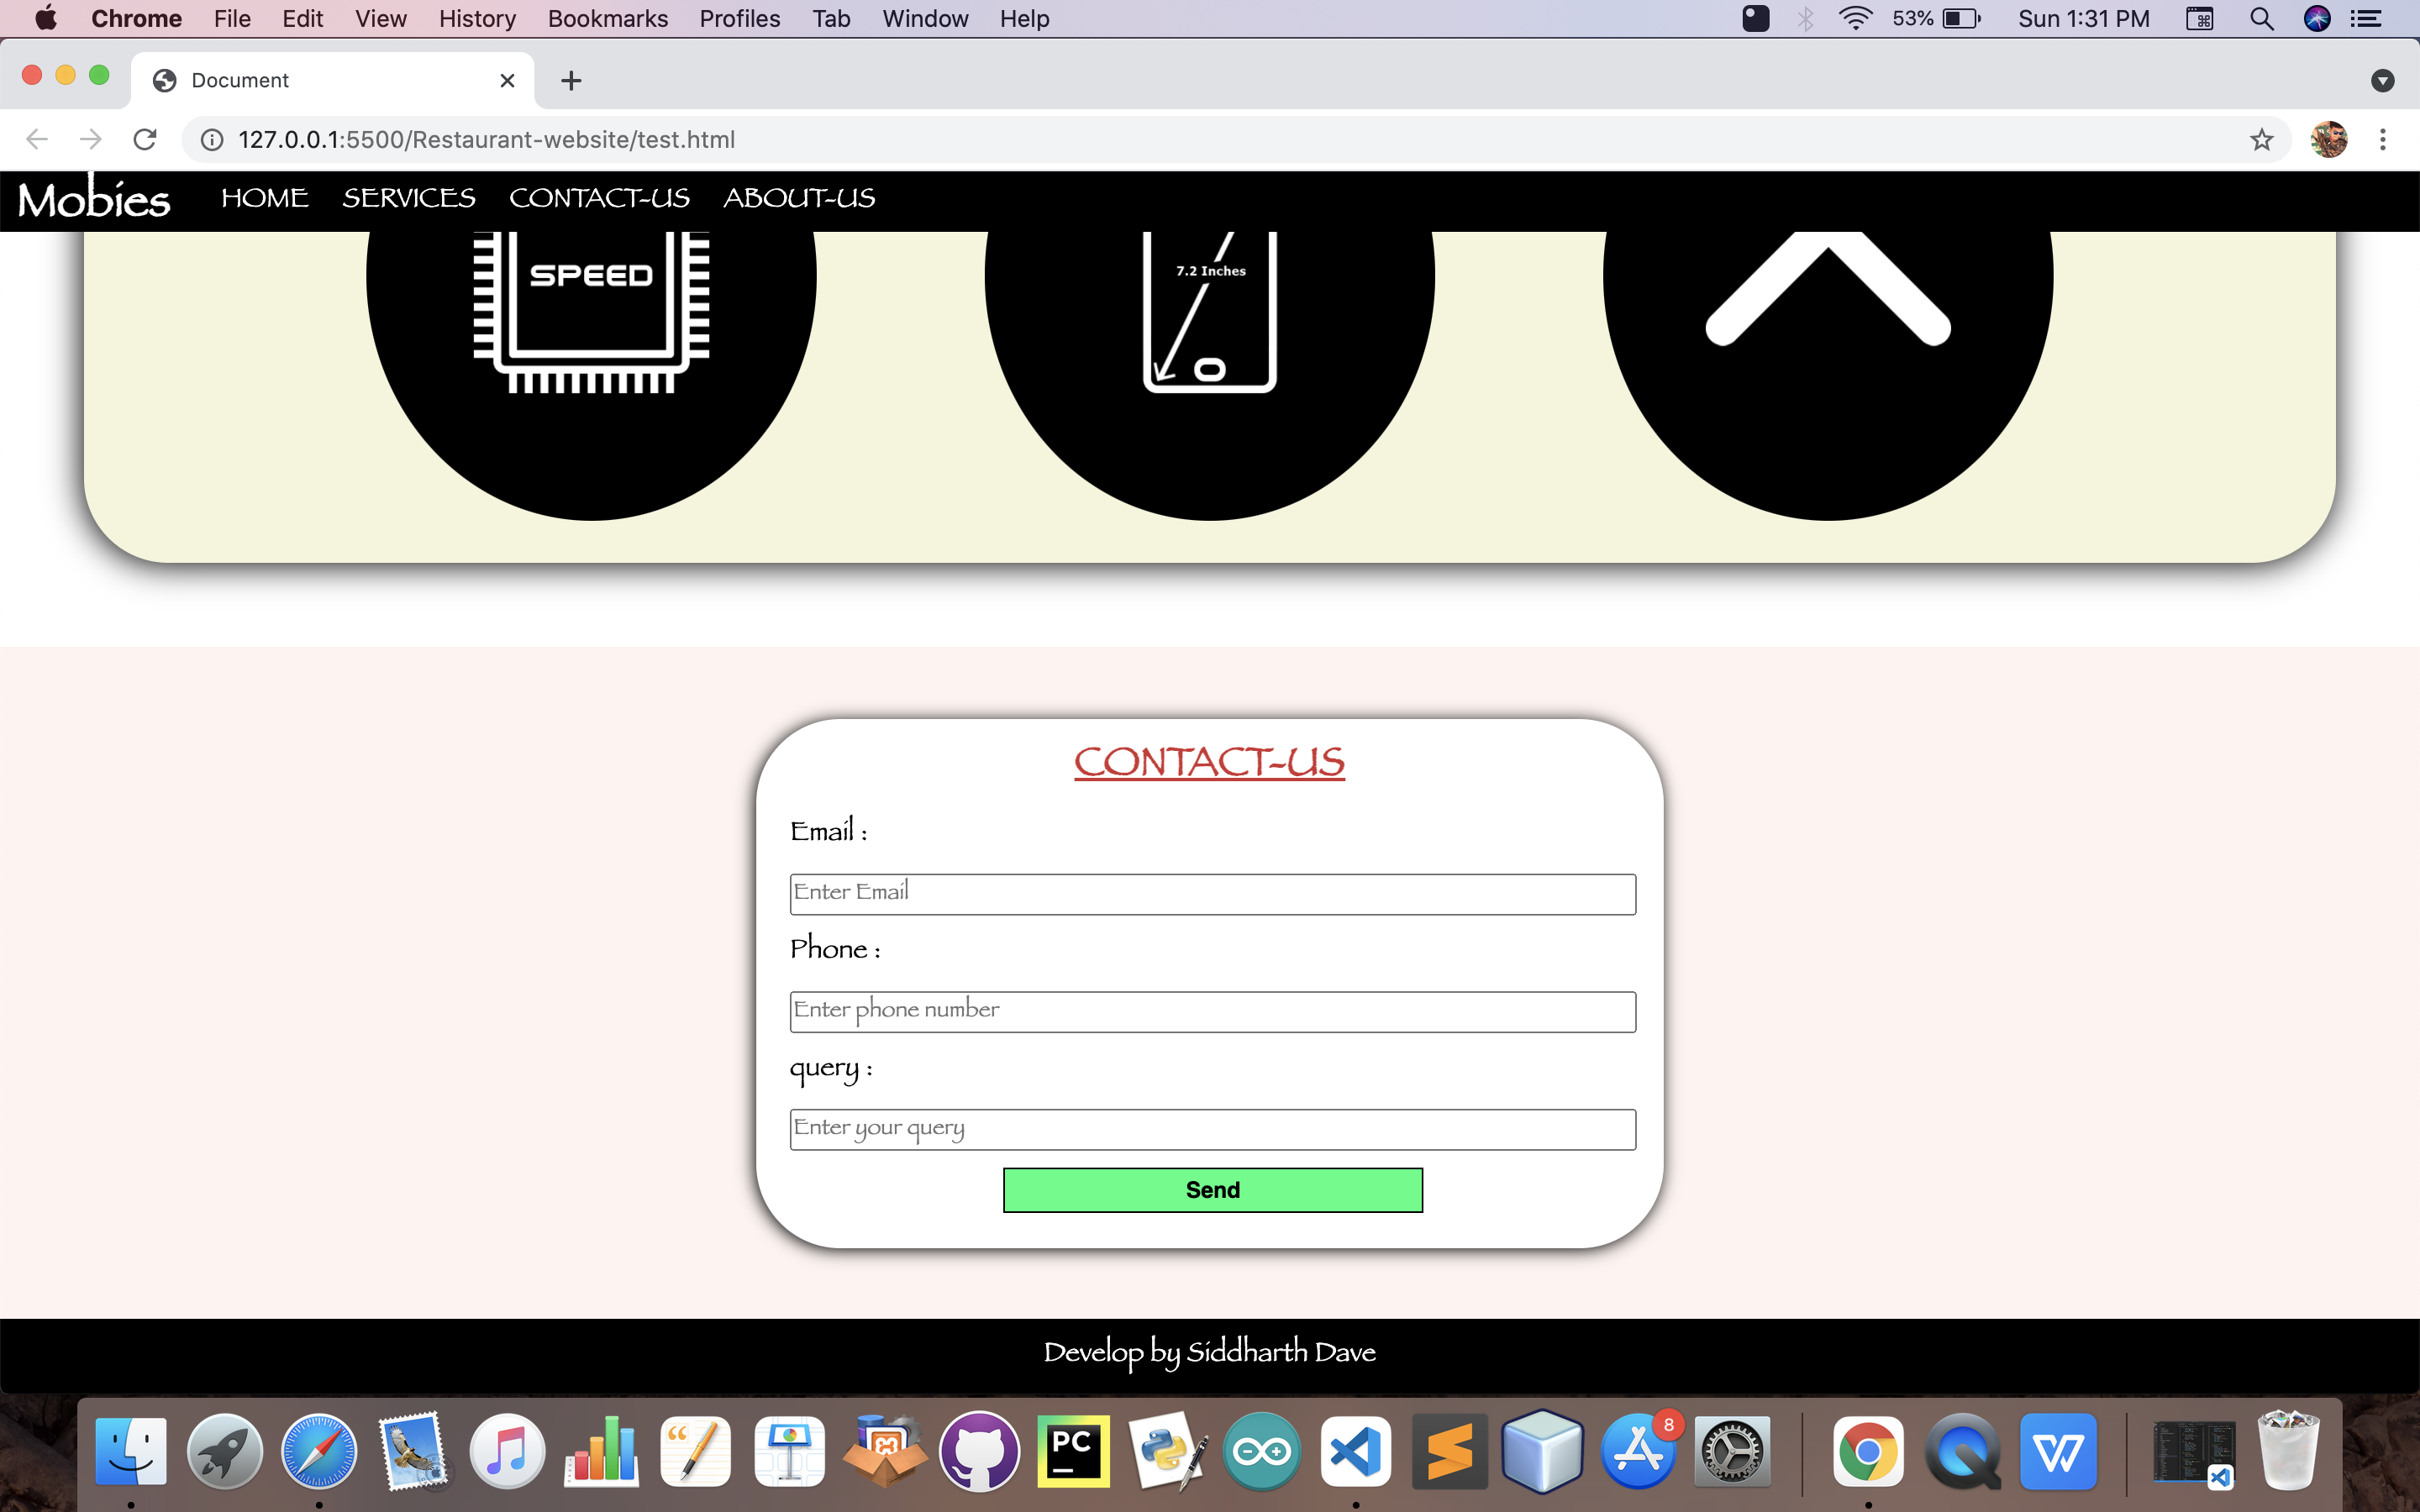 Chrome File Edit View History Bookmarks Profiles Tab Window Help 53% Sun 1:31 PM
Document
127.0.0.1:5500/Restaurant-website/test.html
Mobies HOME SERVICES CONTACT-US ABOUT-US
SPEED
7.2 Inches
CONTACT-US
Email :
Enter Email
Phone :
Enter phone number
query :
Enter your query
Send
Develop by Siddharth Dave
PC
8